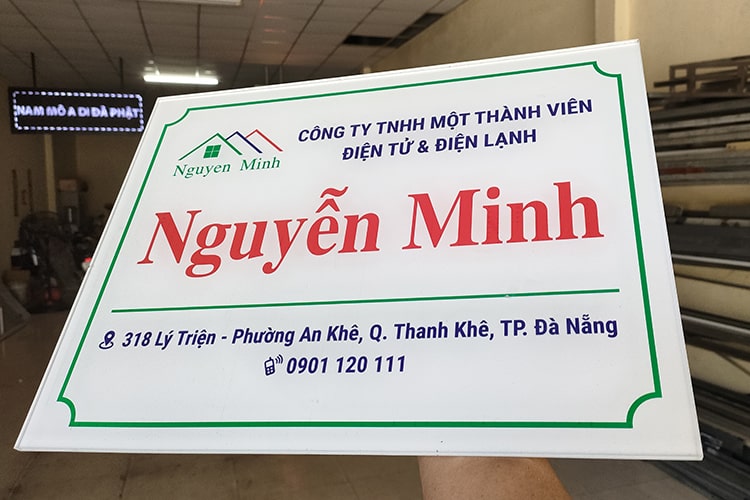 NAM MÔ A DI ĐÀ PHẬT
Nguyen Minh
CÔNG TY TNHH MỘT THÀNH VIÊN
ĐIỆN TỬ & ĐIỆN LẠNH
Nguyễn Minh
318 Lý Triện - Phường An Khê, Q. Thanh Khê, TP. Đà Nẵng
0901 120 111